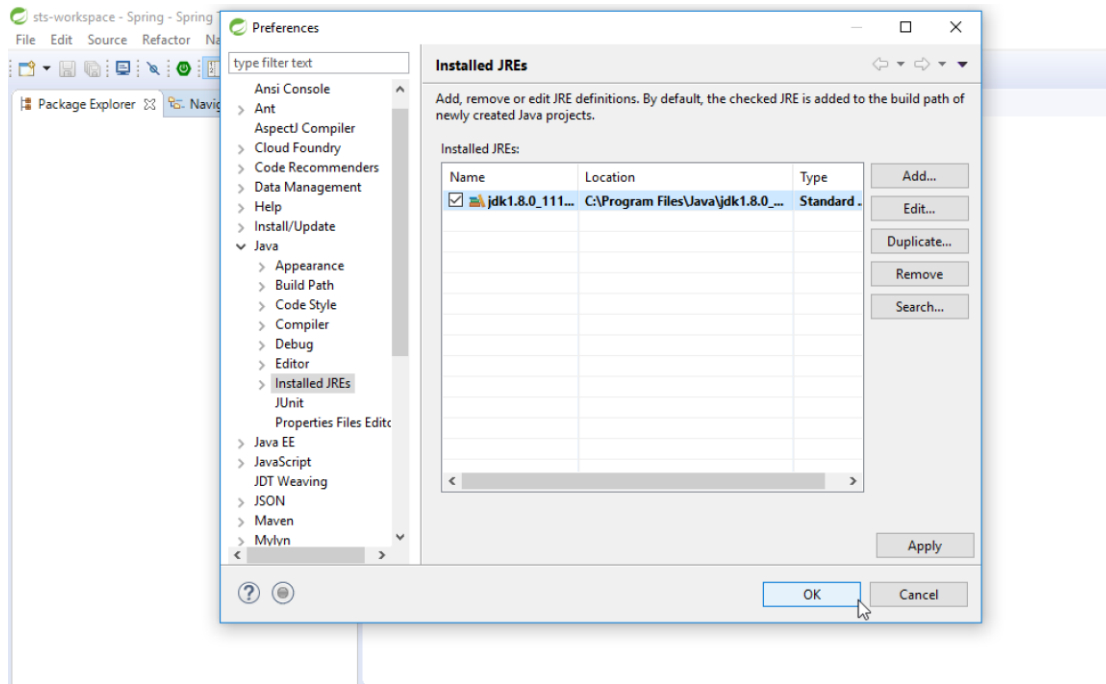 sts-workspace - Spring - Spring
File Edit Source Refactor Na
Package Explorer
Navig
Preferences
type filter text
Ansi Console
Ant
AspectJ Compiler
Cloud Foundry
Code Recommenders
Data Management
Help
Install/Update
Java
Appearance
Build Path
Code Style
Compiler
Debug
Editor
Installed JREs
JUnit
Properties Files Edito
Java EE
JavaScript
JDT Weaving
JSON
Maven
Mylyn
Installed JREs
Add, remove or edit JRE definitions. By default, the checked JRE is added to the build path of
newly created Java projects.
Installed JREs:
Name Location Type
jdk1.8.0_111... C:\Program Files\Java\jdk1.8.0_... Standard .
Add...
Edit...
Duplicate...
Remove
Search...
Apply
OK Cancel